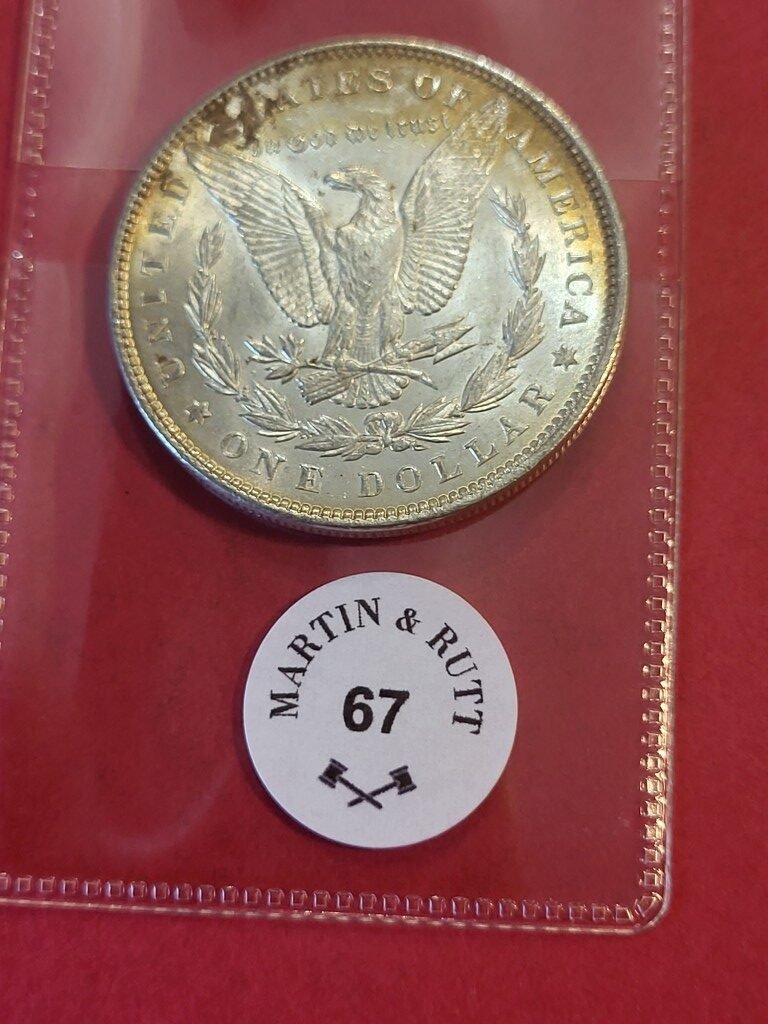 UNITED STATES OF AMERICA
In God we trust
ONE DOLLAR
MARTIN & RUTT
67